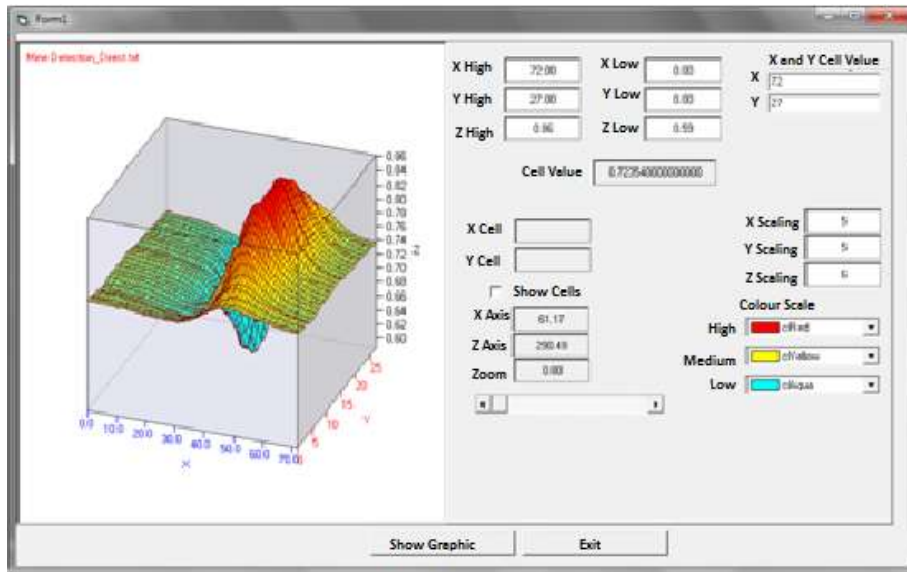 Form1
Mine Detection_Direct.txt
X High 72.00 X Low 0.00 X and Y Cell Value
X 72
Y High 27.00 Y Low 0.00
Y 27
Z High 0.86 Z Low 0.59
Cell Value
X Cell
Y Cell
Show Cells
X Axis 61.17
Z Axis 290.49
Zoom 0.00
X Scaling 5
Y Scaling 5
Z Scaling 6
Colour Scale
High clRed
Medium clYellow
Low clAqua
0.86
0.84
0.82
0.80
0.78
0.76
0.74
0.72
0.70
0.68
0.66
0.64
0.62
0.60
25
20
15
10
5
Y
0.0 10.0 20.0 30.0 40.0 50.0 60.0 70.0
X
Show Graphic Exit